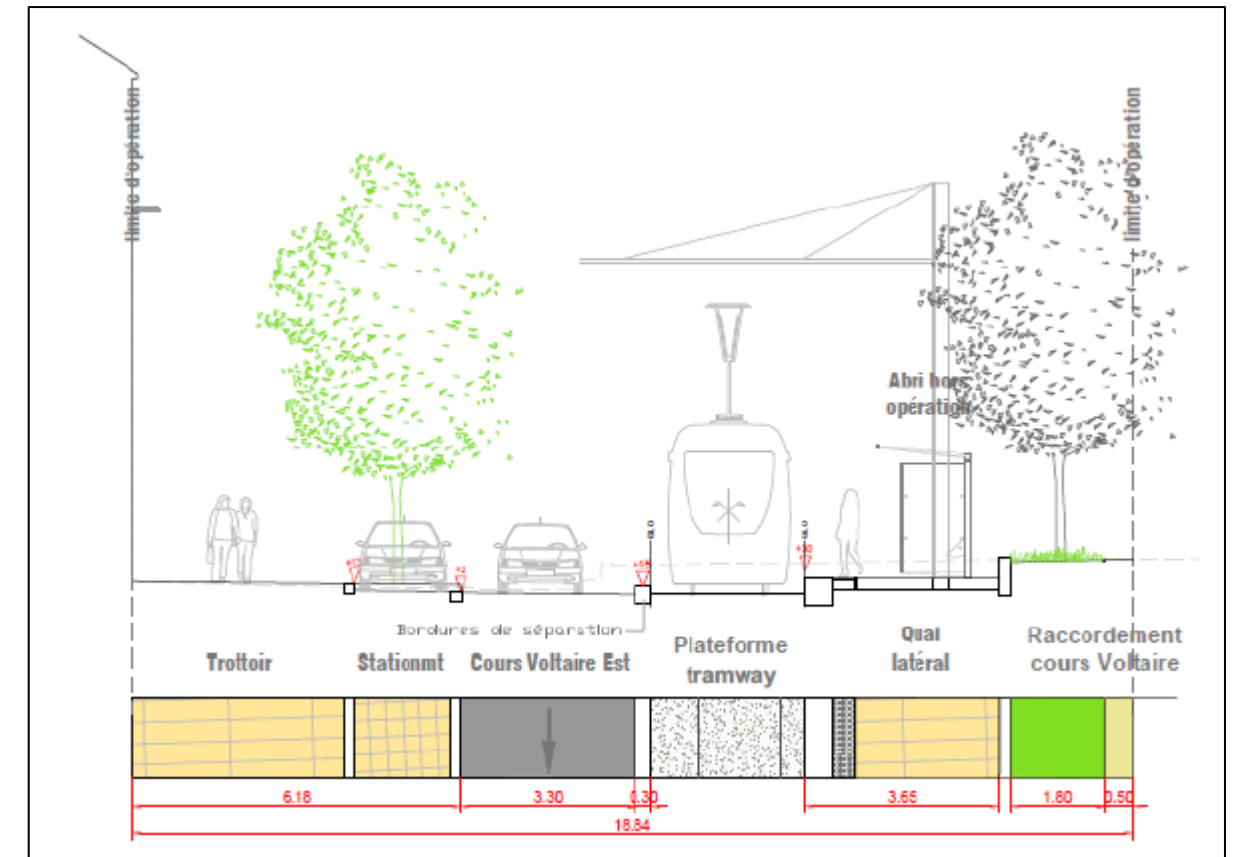 limite d'opération
limite d'opération
Abri hors
opération
Bordures de séparation
Trottoir
Stationmt
Cours Voltaire Est
Plateforme
tramway
Quai
latéral
Raccordement
cours Voltaire
6.18
3.30
0.30
3.65
1.80
0.50
18.84